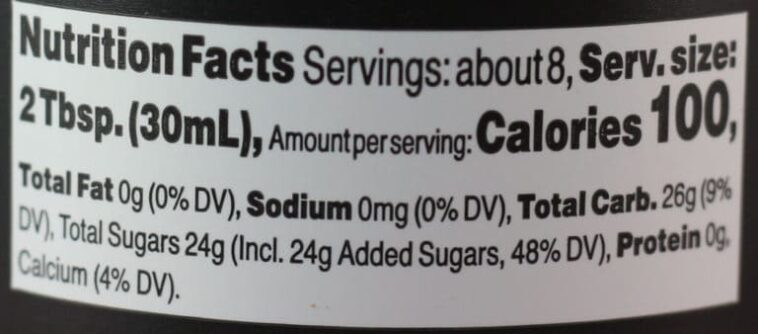 Nutrition Facts Servings: about 8, Serv. size:
2 Tbsp. (30mL), Amount per serving: Calories 100,
Total Fat 0g (0% DV), Sodium 0mg (0% DV), Total Carb. 26g (9%
DV), Total Sugars 24g (Incl. 24g Added Sugars, 48% DV), Protein 0g,
Calcium (4% DV).